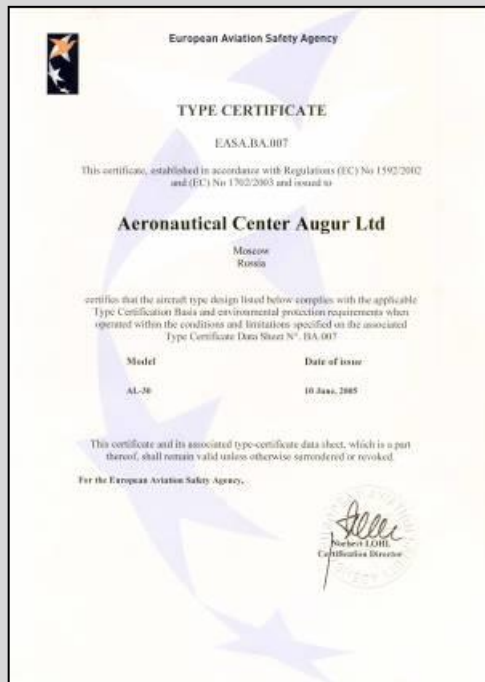 European Aviation Safety Agency
TYPE CERTIFICATE
EASA.BA.007
This certificate, established in accordance with Regulations (EC) No 1592/2002
and (EC) No 1702/2003 and issued to
Aeronautical Center Augur Ltd
Moscow
Russia
certifies that the aircraft type design listed below complies with the applicable
Type Certification Basis and environmental protection requirements when
operated within the conditions and limitations specified on the associated
Type Certificate Data Sheet N°. BA.007
Model Date of issue
AL-30 10 June, 2005
This certificate and its associated type-certificate data sheet, which is a part
thereof, shall remain valid unless otherwise surrendered or revoked.
For the European Aviation Safety Agency,
Norbert LOHL
Certification Director